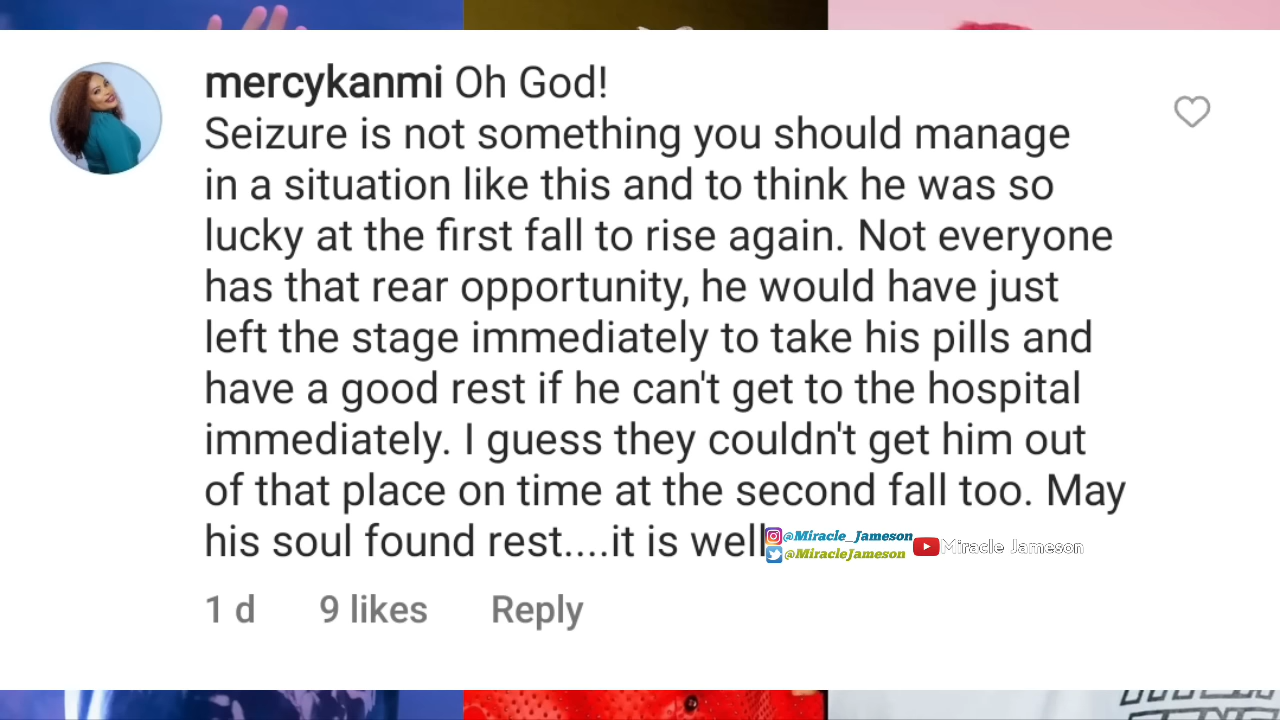 mercykanmi Oh God!
Seizure is not something you should manage
in a situation like this and to think he was so
lucky at the first fall to rise again. Not everyone
has that rear opportunity, he would have just
left the stage immediately to take his pills and
have a good rest if he can't get to the hospital
immediately. I guess they couldn't get him out
of that place on time at the second fall too. May
his soul found rest....it is well
@Miracle_Jameson
@MiracleJameson
Miracle Jameson
1 d 9 likes Reply